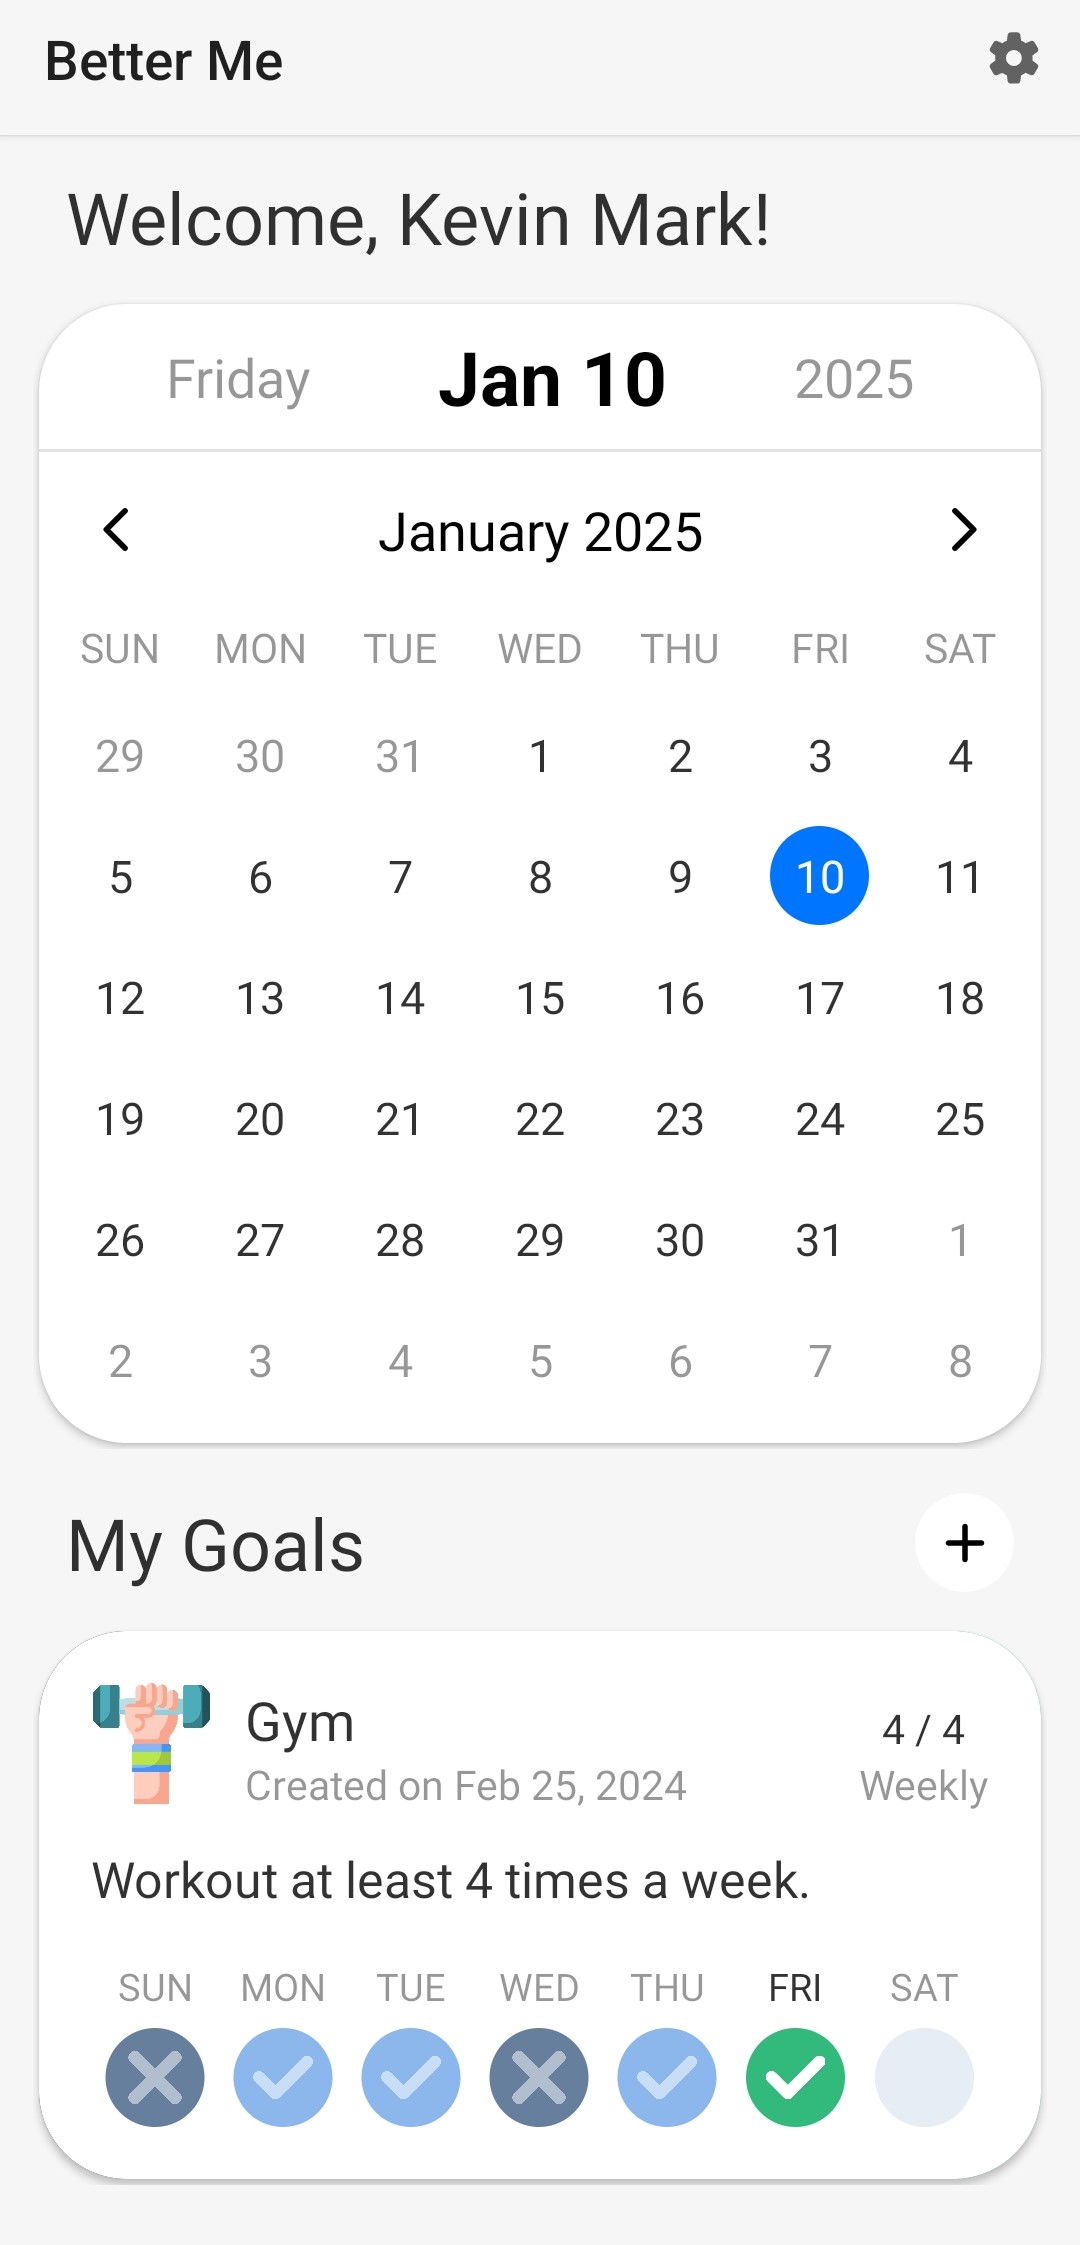 Better Me
Welcome, Kevin Mark!
Friday Jan 10 2025
January 2025
SUN MON TUE WED THU FRI SAT
29 30 31 1 2 3 4
5 6 7 8 9 10 11
12 13 14 15 16 17 18
19 20 21 22 23 24 25
26 27 28 29 30 31 1
2 3 4 5 6 7 8
My Goals
Gym 4 / 4
Created on Feb 25, 2024 Weekly
Workout at least 4 times a week.
SUN MON TUE WED THU FRI SAT